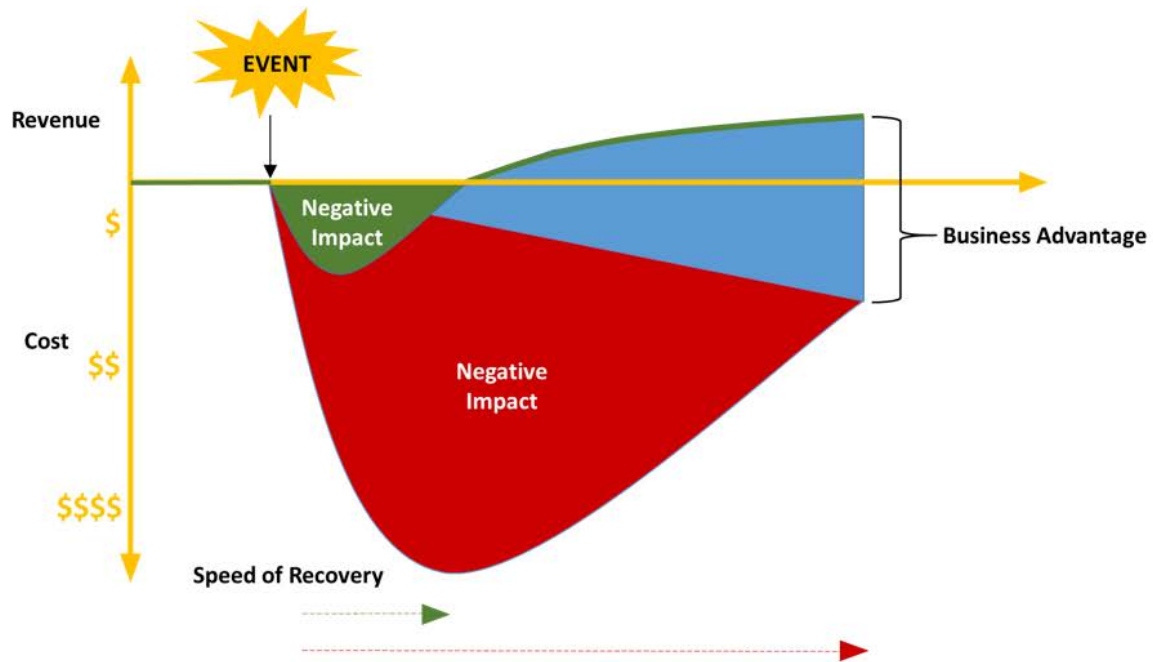 EVENT
Revenue
$
Negative
Impact
Business Advantage
Cost
$$
Negative
Impact
$$$$
Speed of Recovery